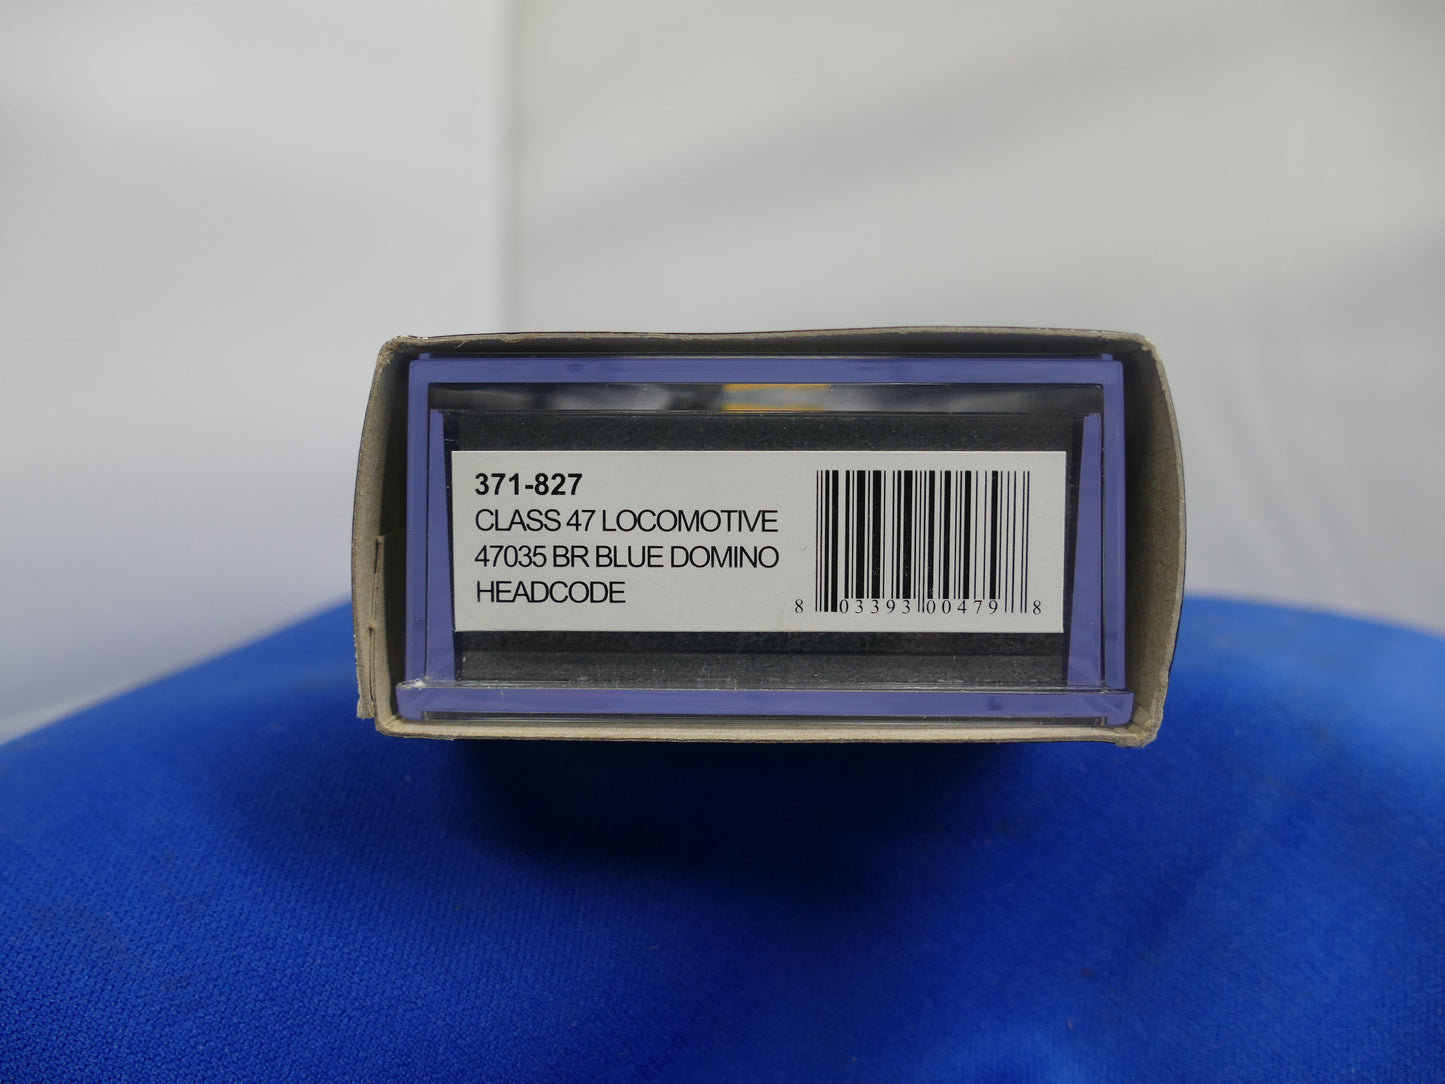 371-827
CLASS 47 LOCOMOTIVE
47035 BR BLUE DOMINO
HEADCODE
8 03393 00479 8